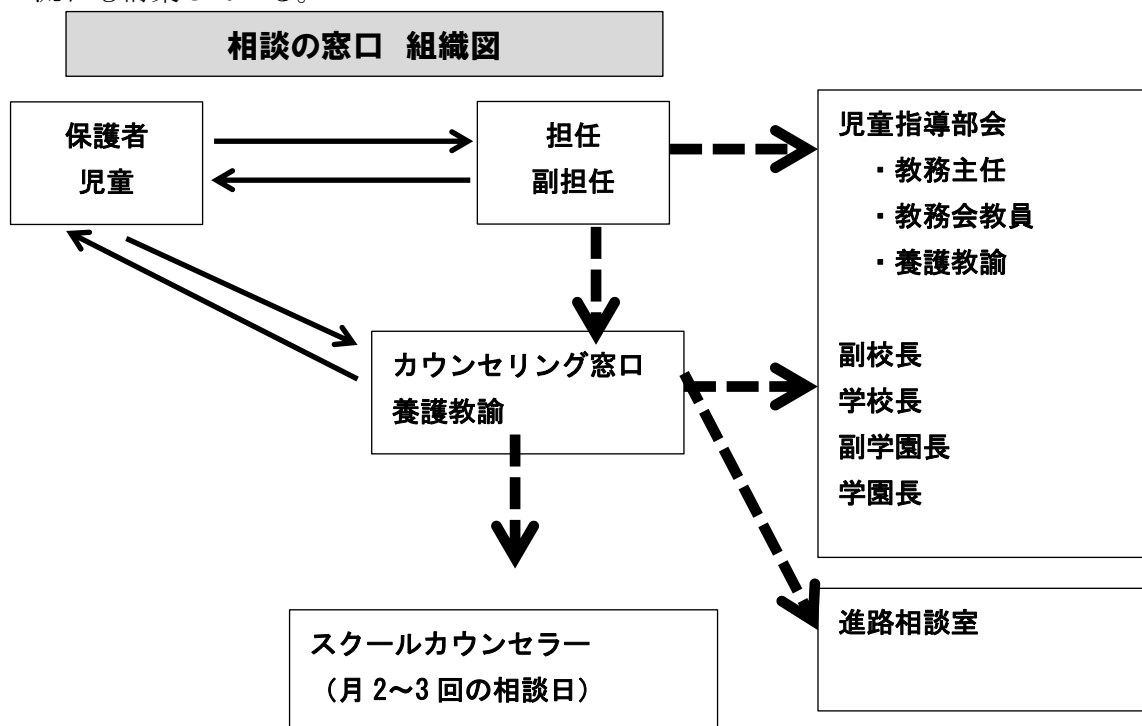 相談の窓口 組織図
保護者
児童
担任
副担任
児童指導部会
・教務主任
・教務会教員
・養護教諭
副校長
学校長
副学園長
学園長
カウンセリング窓口
養護教諭
進路相談室
スクールカウンセラー
（月2～3回の相談日）